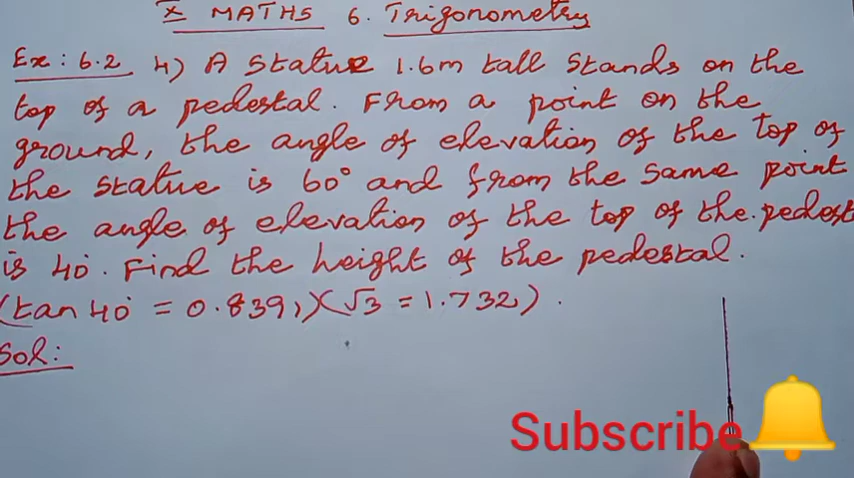 X MATHS 6. Trigonometry
Ex: 6.2 4) A Statue 1.6m tall stands on the
top of a pedestal. From a point on the
ground, the angle of elevation of the top of
the statue is 60° and from the same point
the angle of elevation of the top of the pedest
is 40°. Find the height of the pedestal.
(tan 40° = 0.8391)(√3 = 1.732).
Sol:
Subscribe